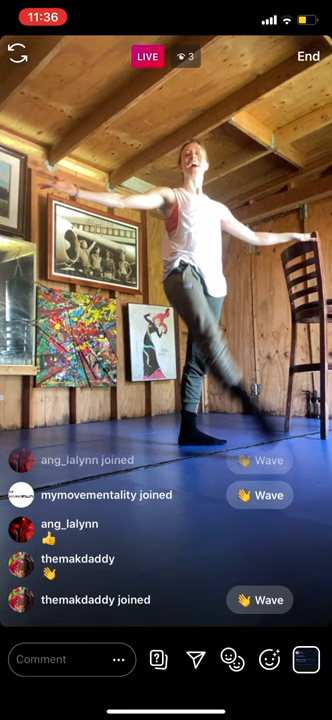 11:36
LIVE
3
End
ang_lalynn joined
Wave
mymovementality joined
Wave
ang_lalynn
themakdaddy
themakdaddy joined
Wave
Comment